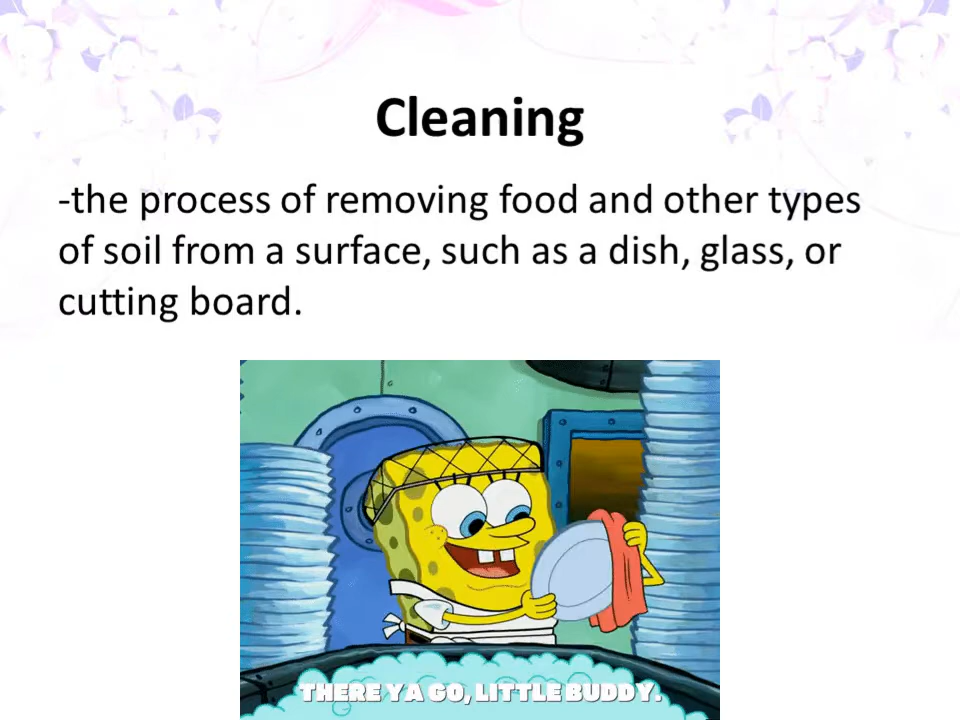 Cleaning
-the process of removing food and other types
of soil from a surface, such as a dish, glass, or
cutting board.
THERE YA GO, LITTLE BUDDY.